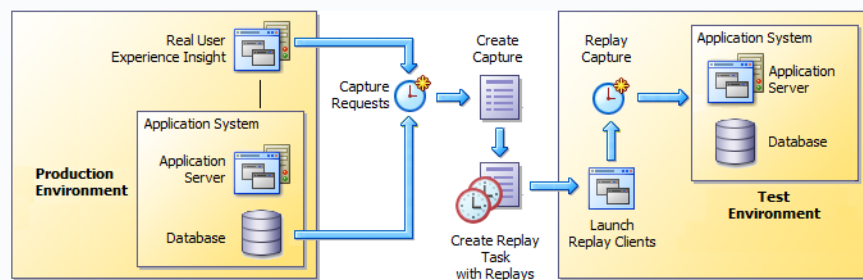 Real User
Experience Insight
Application System
Application
Server
Database
Production
Environment
Capture
Requests
Create
Capture
Create Replay
Task
with Replays
Replay
Capture
Launch
Replay Clients
Application System
Application
Server
Database
Test
Environment